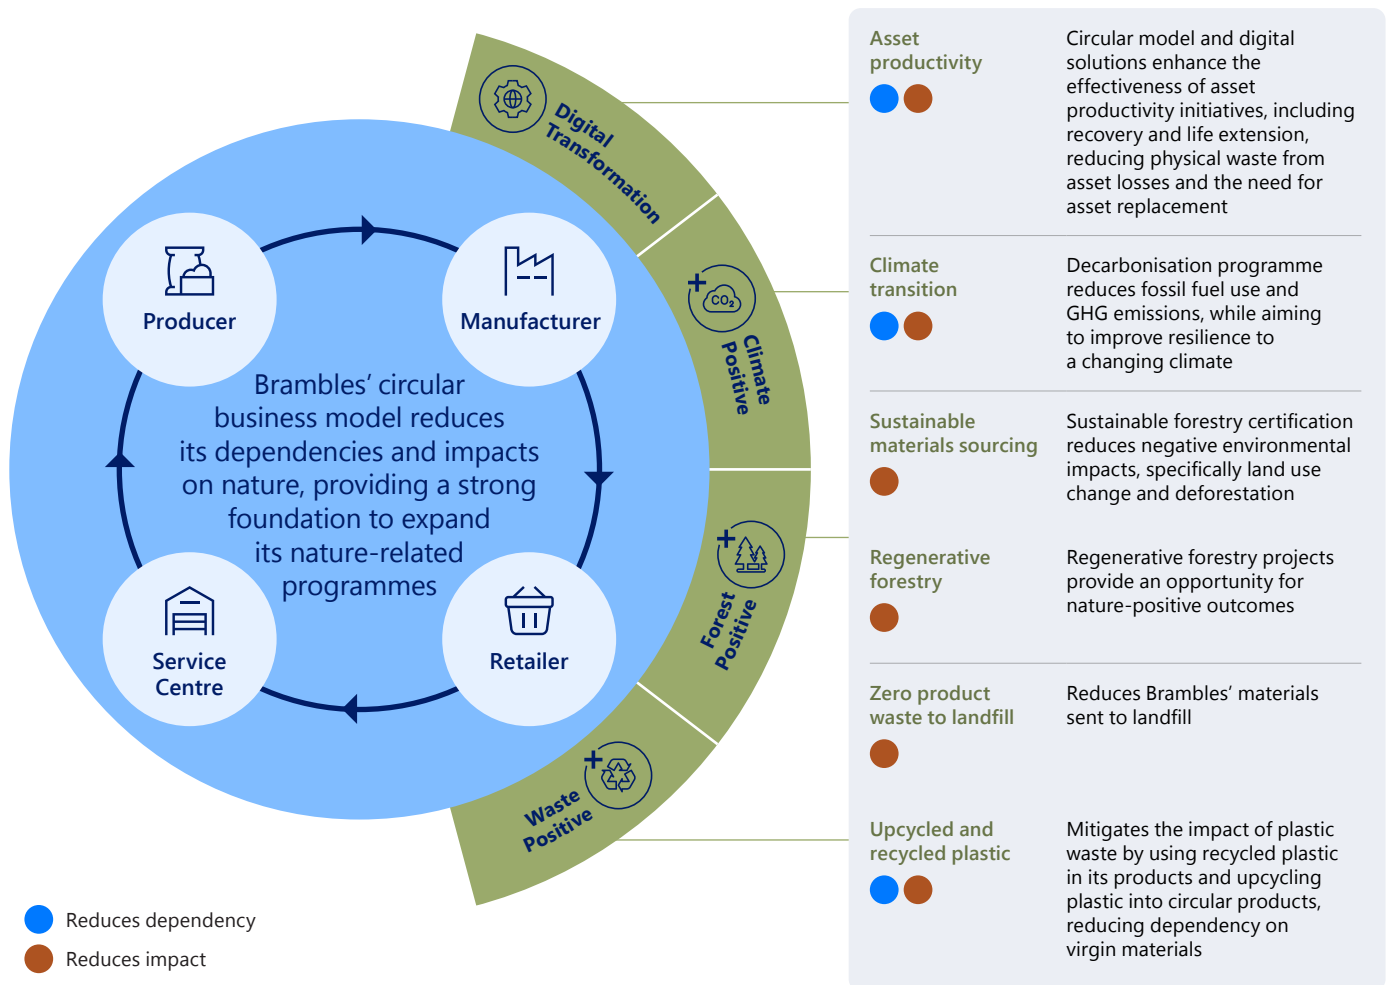 Digital
Transformation
Climate
Positive
Forest
Positive
Waste
Positive
CO₂
Producer
Manufacturer
Brambles’ circular
business model reduces
its dependencies and impacts
on nature, providing a strong
foundation to expand
its nature-related
programmes
Service
Centre
Retailer
Reduces dependency
Reduces impact
Asset
productivity
Circular model and digital
solutions enhance the
effectiveness of asset
productivity initiatives, including
recovery and life extension,
reducing physical waste from
asset losses and the need for
asset replacement
Climate
transition
Decarbonisation programme
reduces fossil fuel use and
GHG emissions, while aiming
to improve resilience to
a changing climate
Sustainable
materials sourcing
Sustainable forestry certification
reduces negative environmental
impacts, specifically land use
change and deforestation
Regenerative
forestry
Regenerative forestry projects
provide an opportunity for
nature-positive outcomes
Zero product
waste to landfill
Reduces Brambles’ materials
sent to landfill
Upcycled and
recycled plastic
Mitigates the impact of plastic
waste by using recycled plastic
in its products and upcycling
plastic into circular products,
reducing dependency on
virgin materials